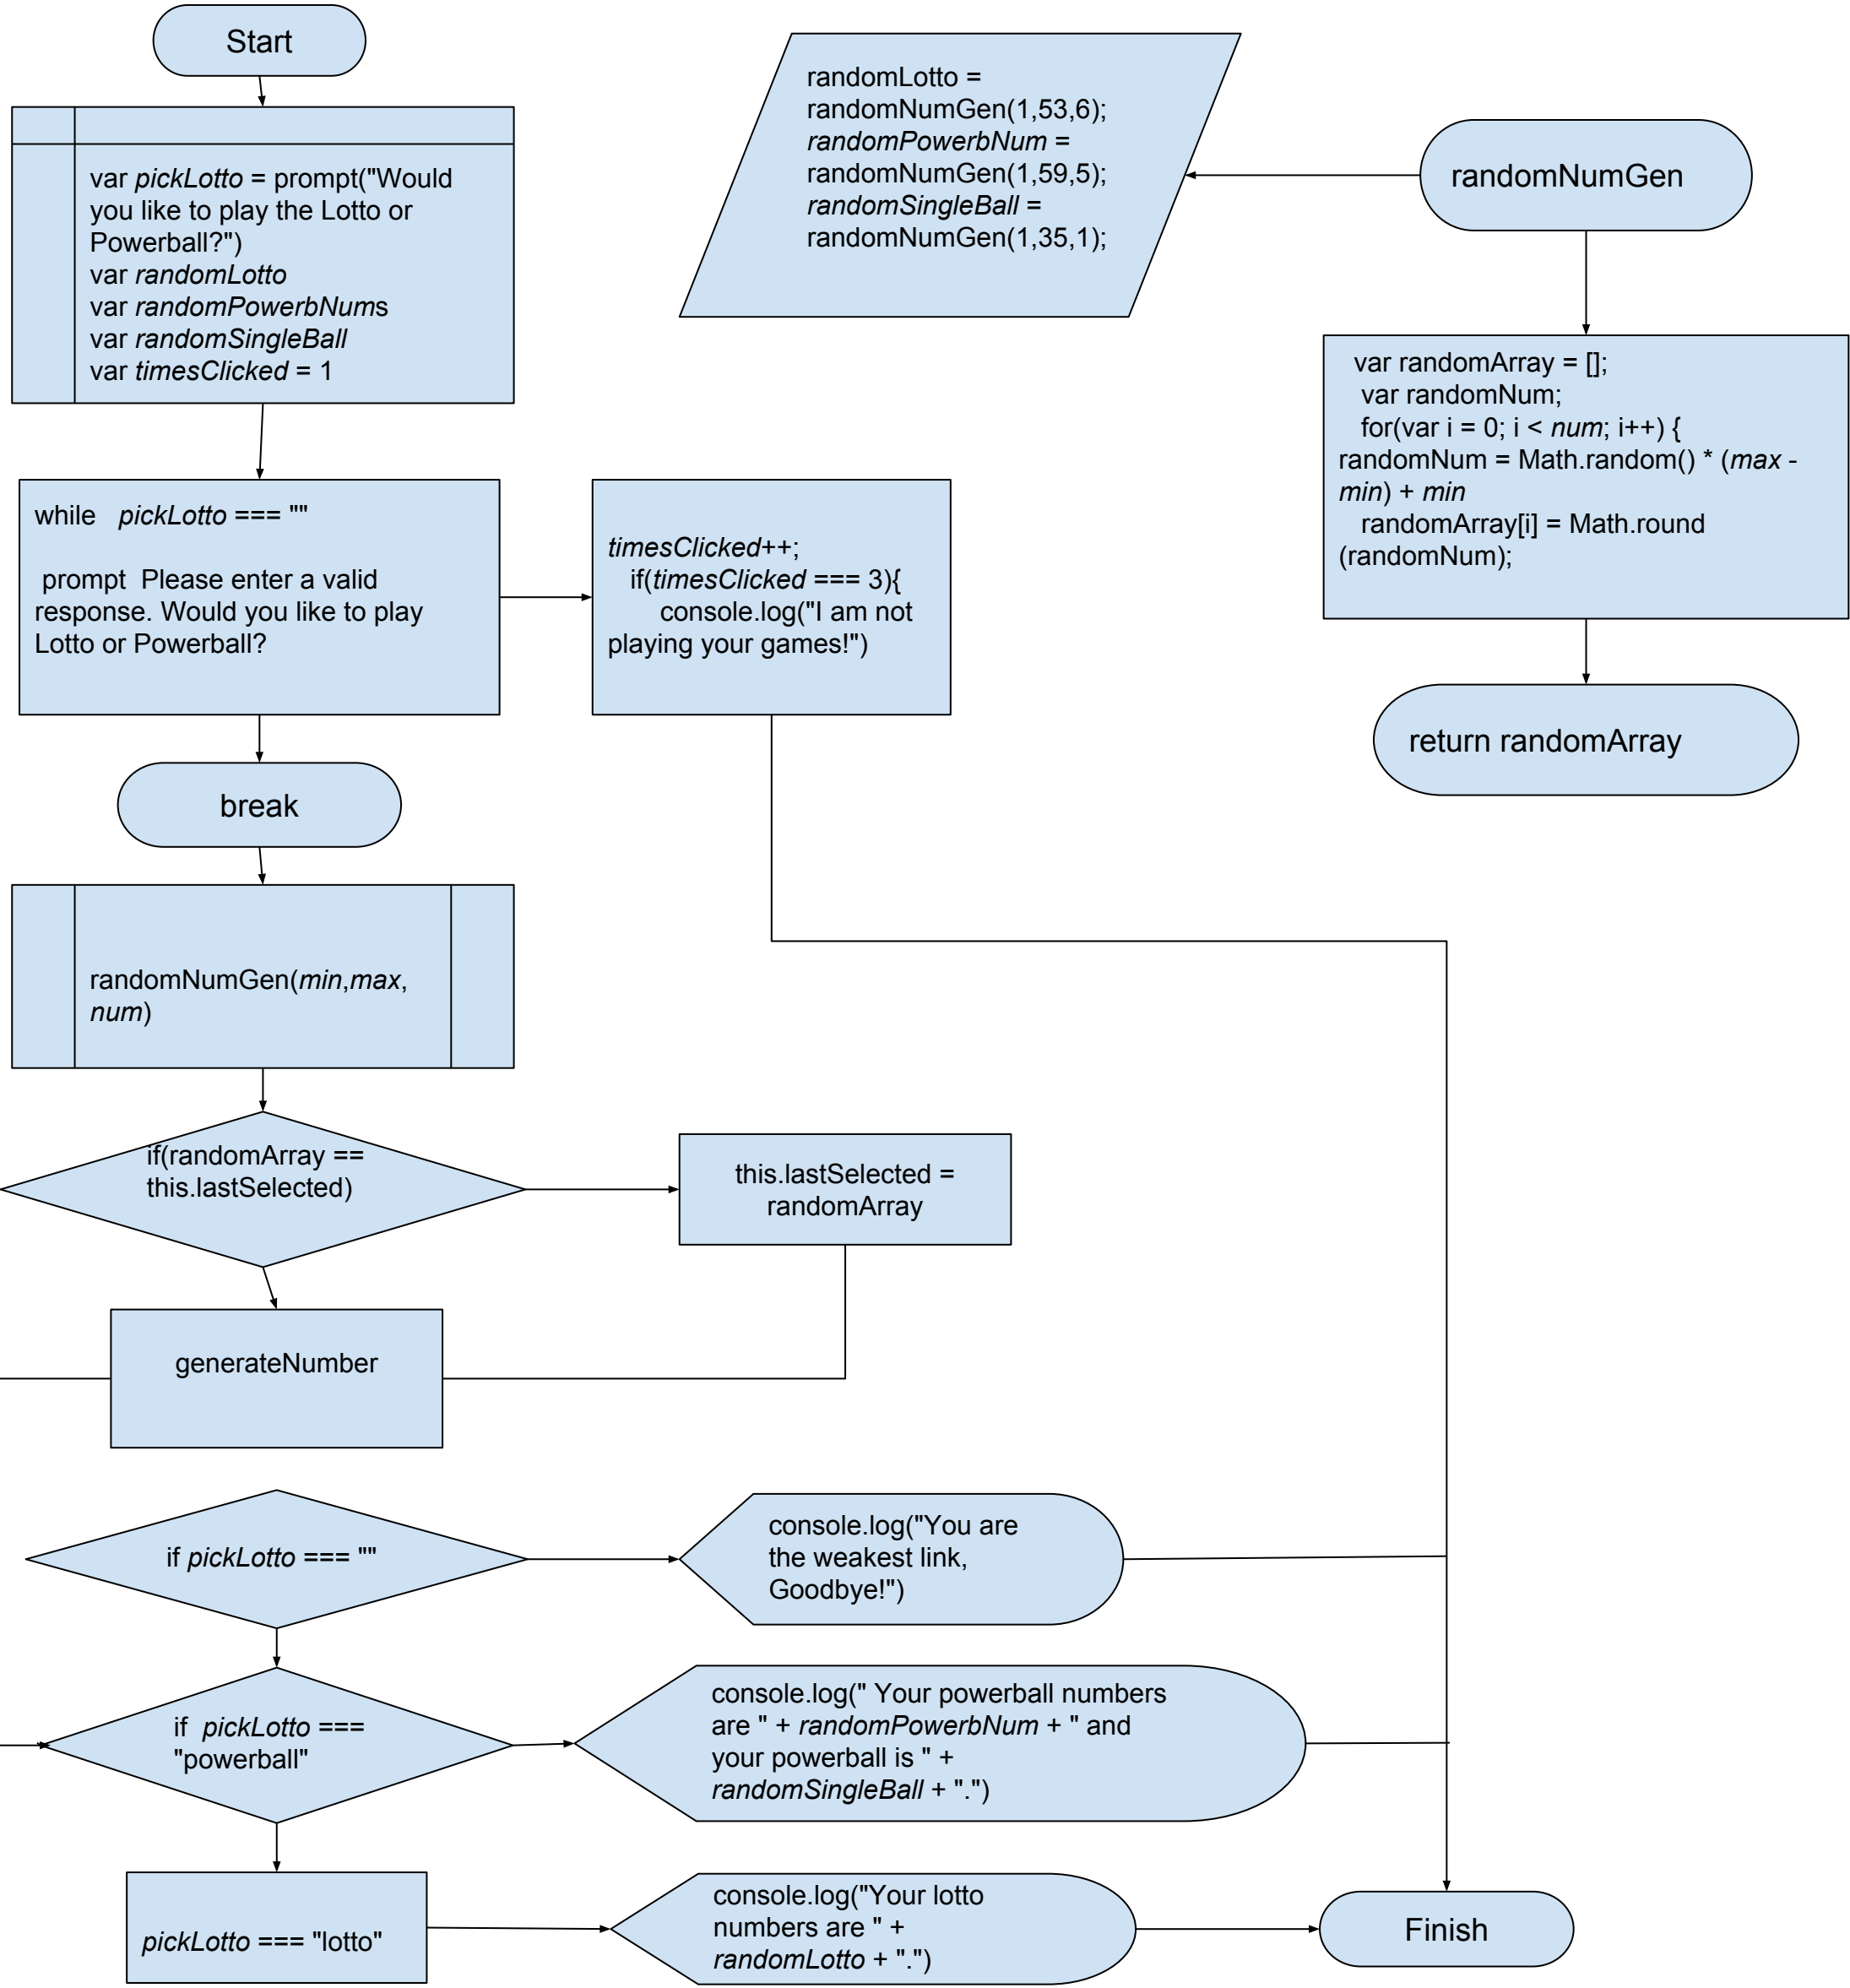 Start
var pickLotto = prompt("Would
you like to play the Lotto or
Powerball?")
var randomLotto
var randomPowerbNums
var randomSingleBall
var timesClicked = 1
while pickLotto === ""
prompt Please enter a valid
response. Would you like to play
Lotto or Powerball?
timesClicked++;
if(timesClicked === 3){
console.log("I am not
playing your games!")
break
randomNumGen(min,max,
num)
if(randomArray ==
this.lastSelected)
this.lastSelected =
randomArray
generateNumber
if pickLotto === ""
console.log("You are
the weakest link,
Goodbye!")
if pickLotto ===
"powerball"
console.log(" Your powerball numbers
are " + randomPowerbNum + " and
your powerball is " +
randomSingleBall + ".")
pickLotto === "lotto"
console.log("Your lotto
numbers are " +
randomLotto + ".")
Finish
randomLotto =
randomNumGen(1,53,6);
randomPowerbNum =
randomNumGen(1,59,5);
randomSingleBall =
randomNumGen(1,35,1);
randomNumGen
var randomArray = [];
var randomNum;
for(var i = 0; i < num; i++) {
randomNum = Math.random() * (max -
min) + min
randomArray[i] = Math.round
(randomNum);
return randomArray